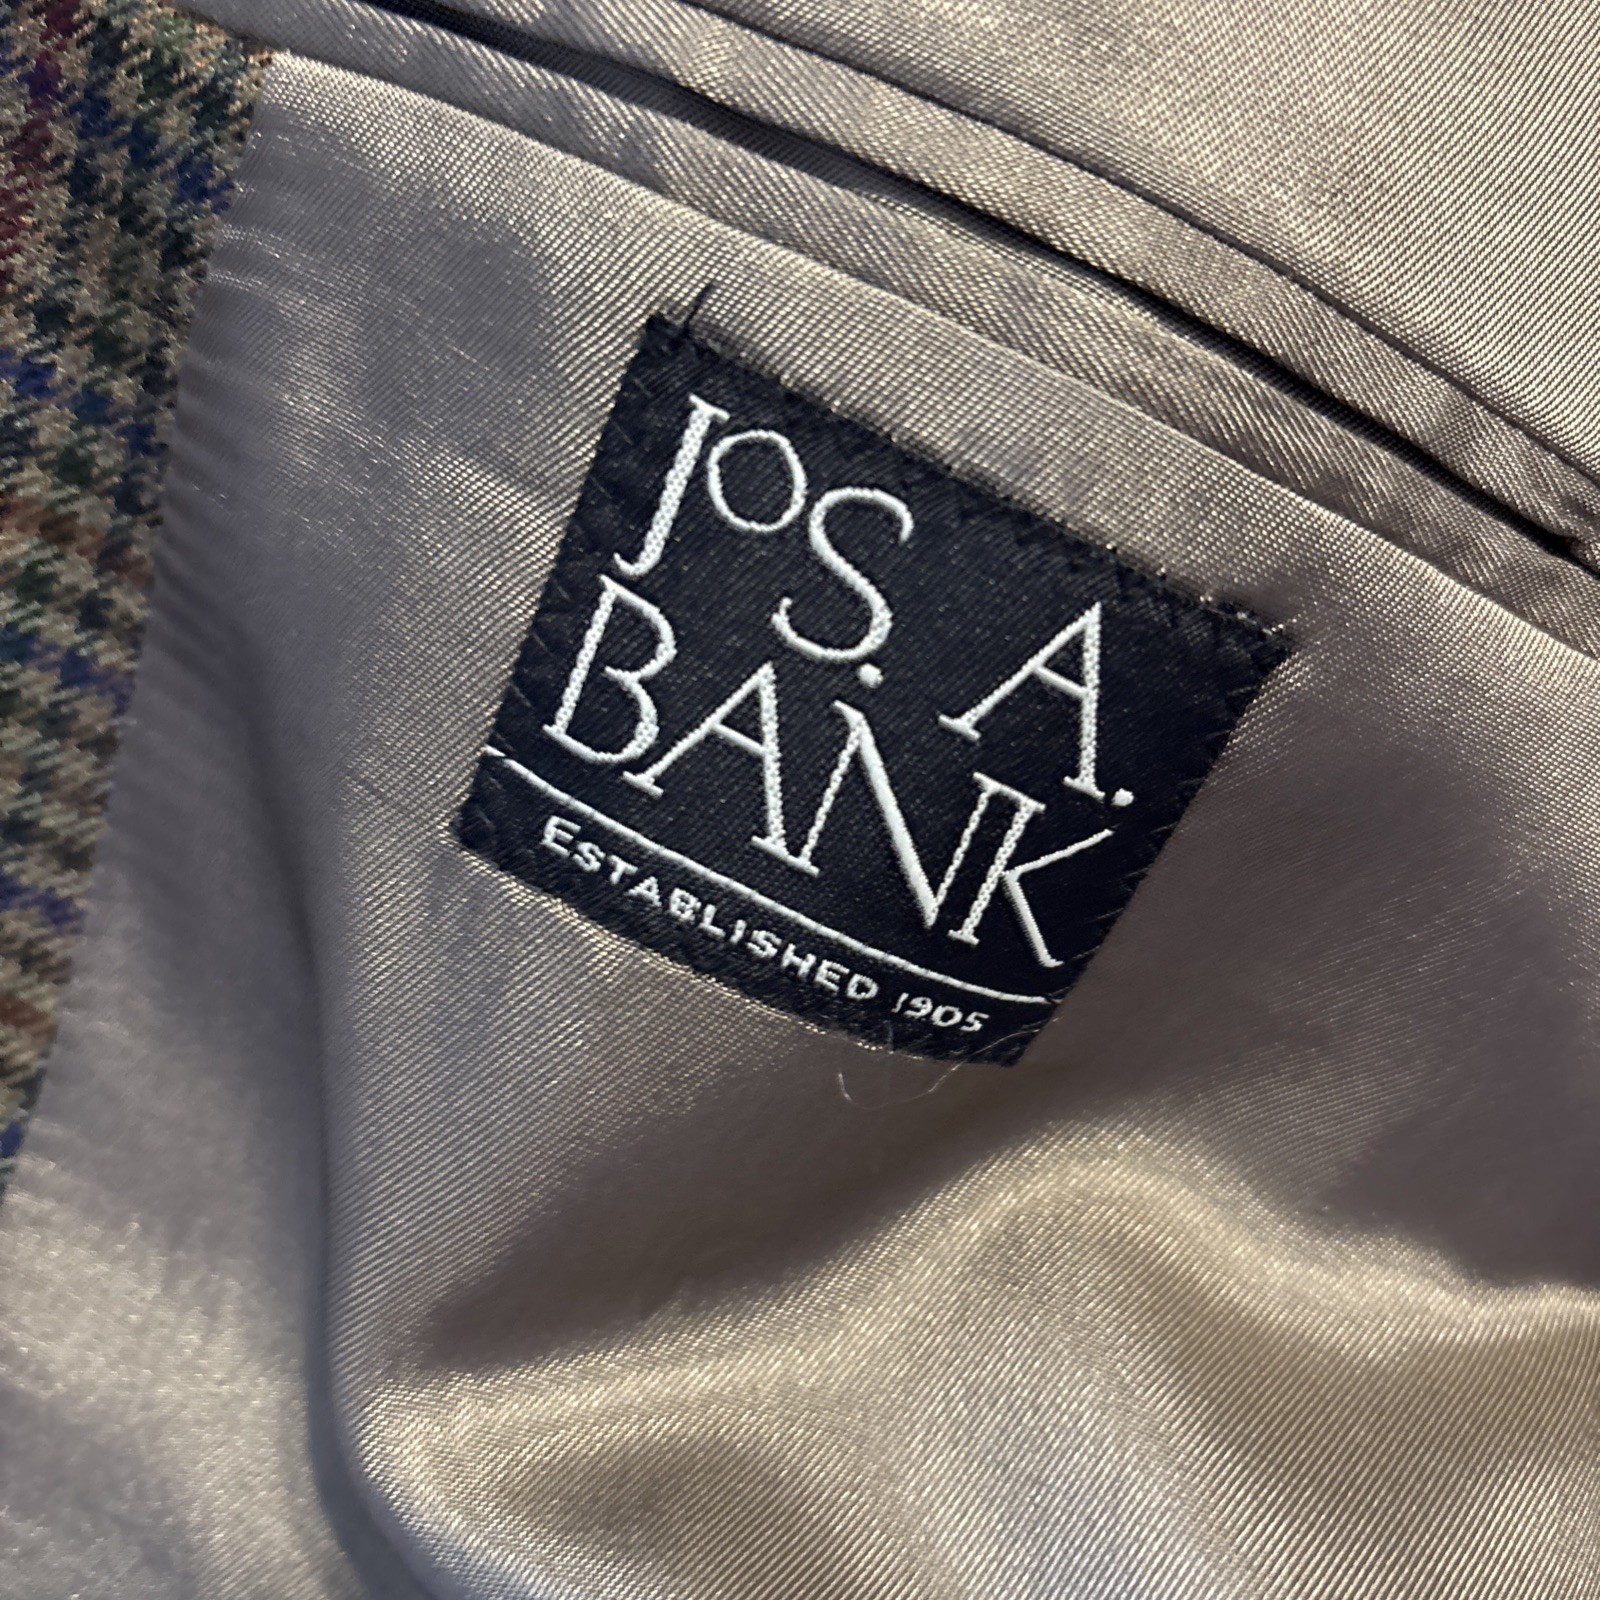 JoS. A.
BANK
ESTABLISHED 1905